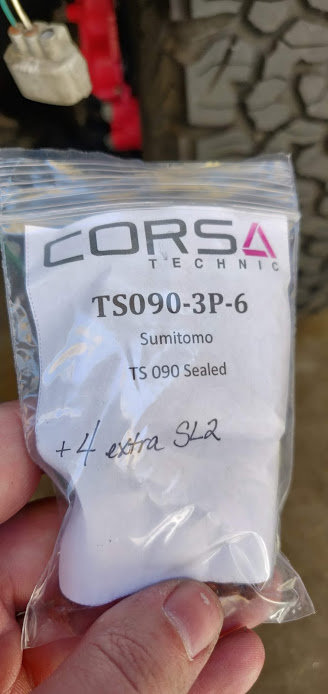 CORSA
TECHNIC
TS090-3P-6
Sumitomo
TS 090 Sealed
+4 extra SL2